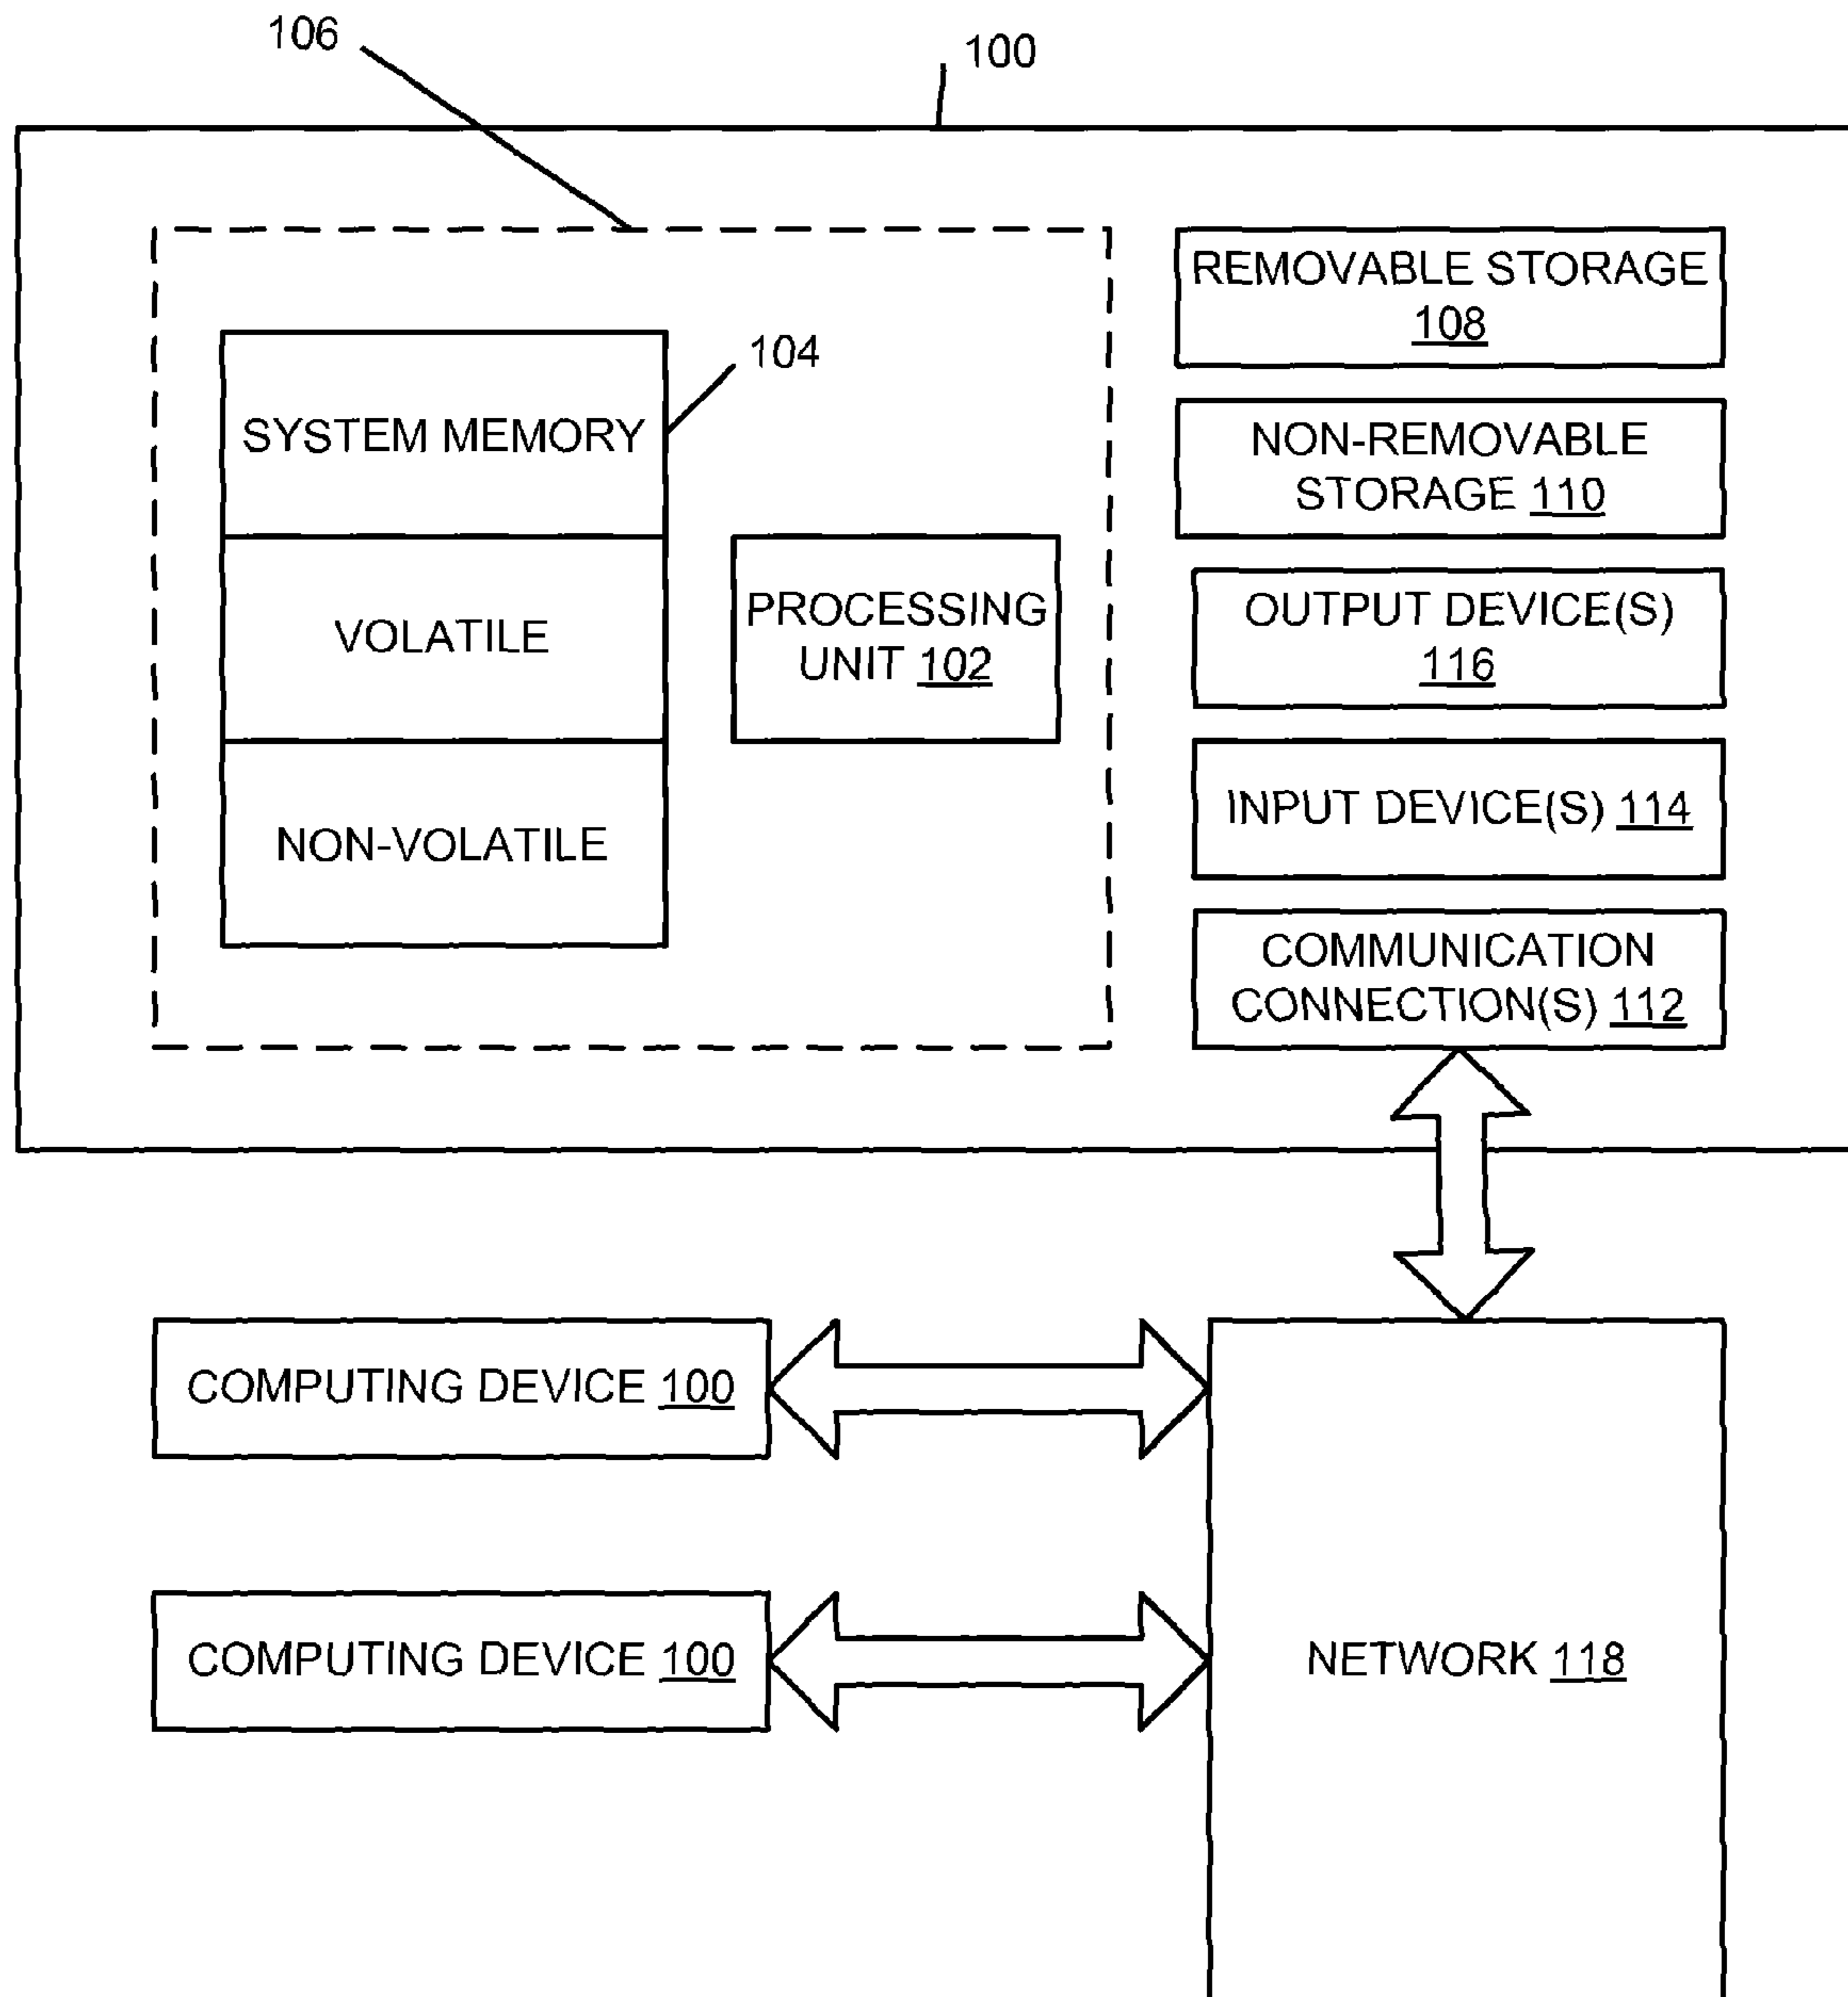 106
100
REMOVABLE STORAGE
108
104
SYSTEM MEMORY
NON-REMOVABLE
STORAGE 110
VOLATILE
PROCESSING
UNIT 102
OUTPUT DEVICE(S)
116
NON-VOLATILE
INPUT DEVICE(S) 114
COMMUNICATION
CONNECTION(S) 112
COMPUTING DEVICE 100
COMPUTING DEVICE 100
NETWORK 118